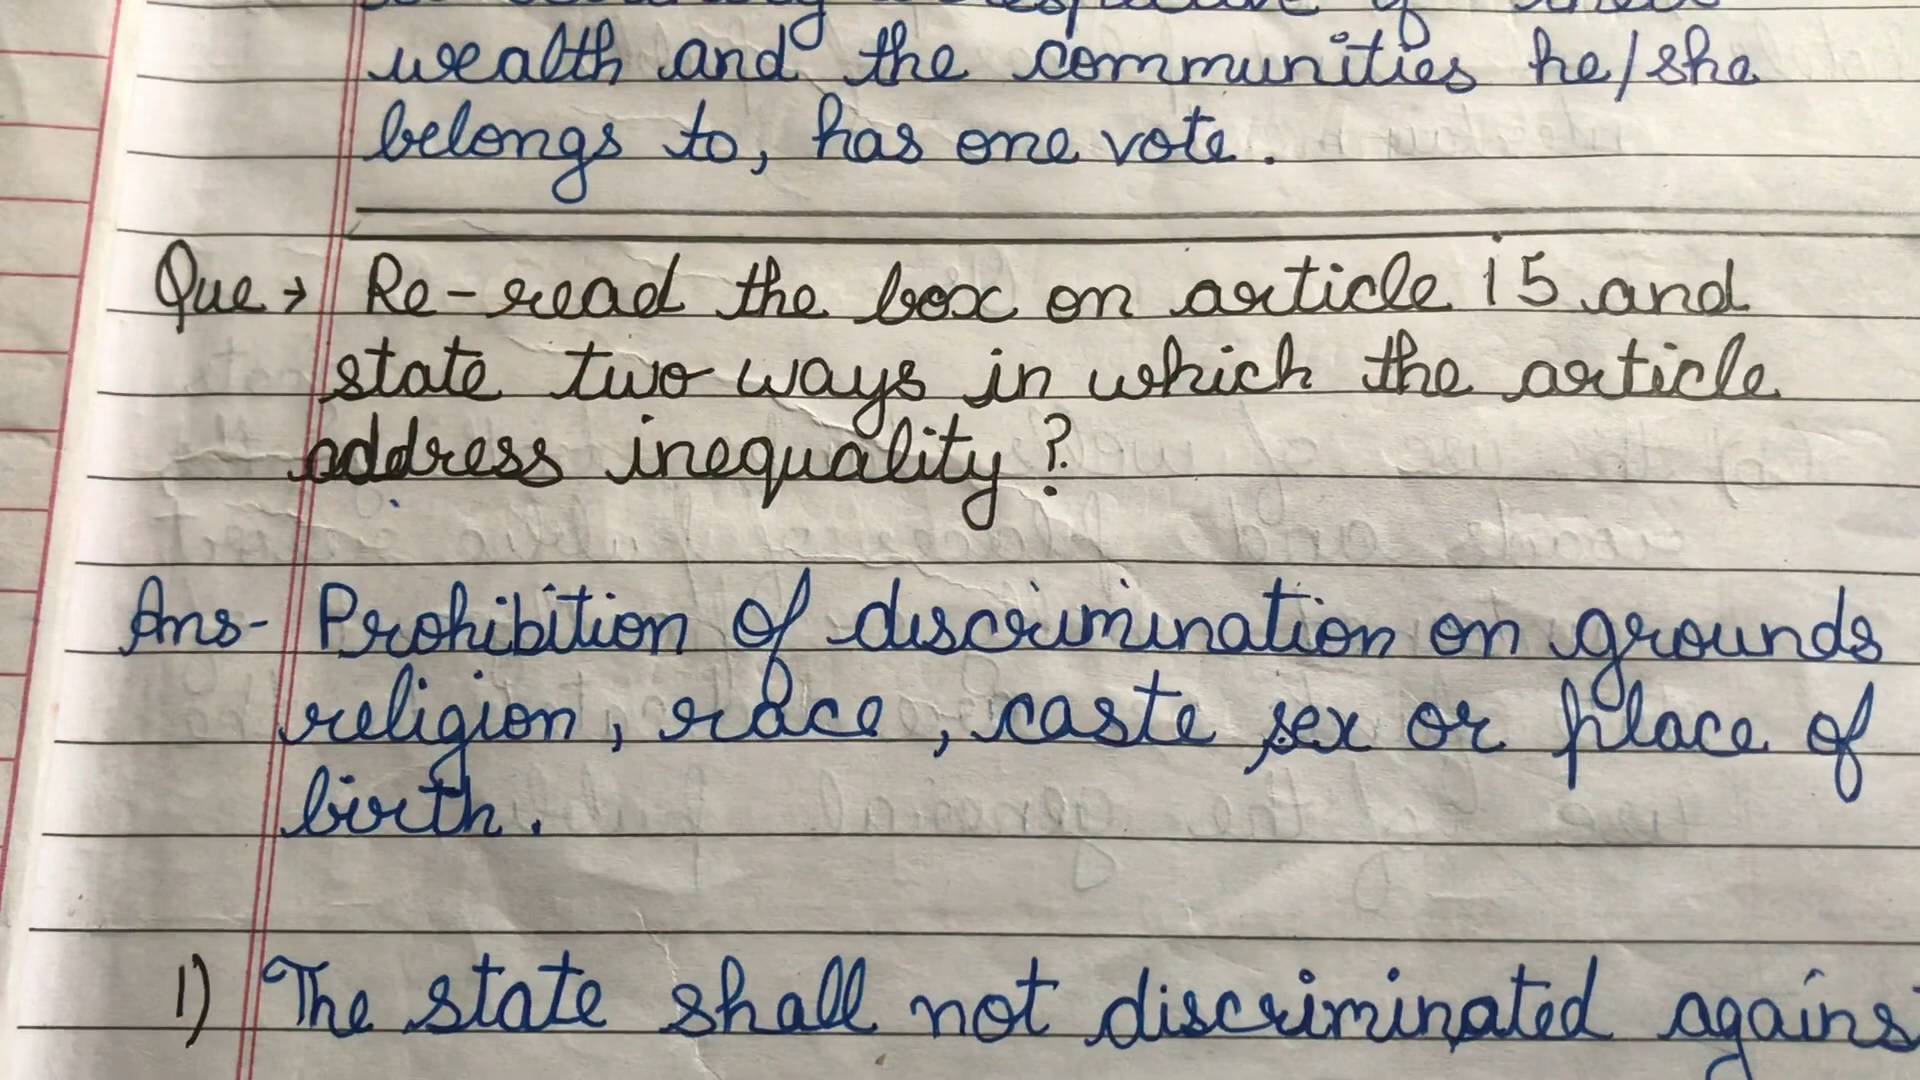 wealth and the communities he/she
belongs to, has one vote.
Que → Re-read the box on article 15 and
state two ways in which the article
address inequality?
Ans- Prohibition of discrimination on grounds
religion, race, caste, sex or place of
birth.
1) The state shall not discriminated agains